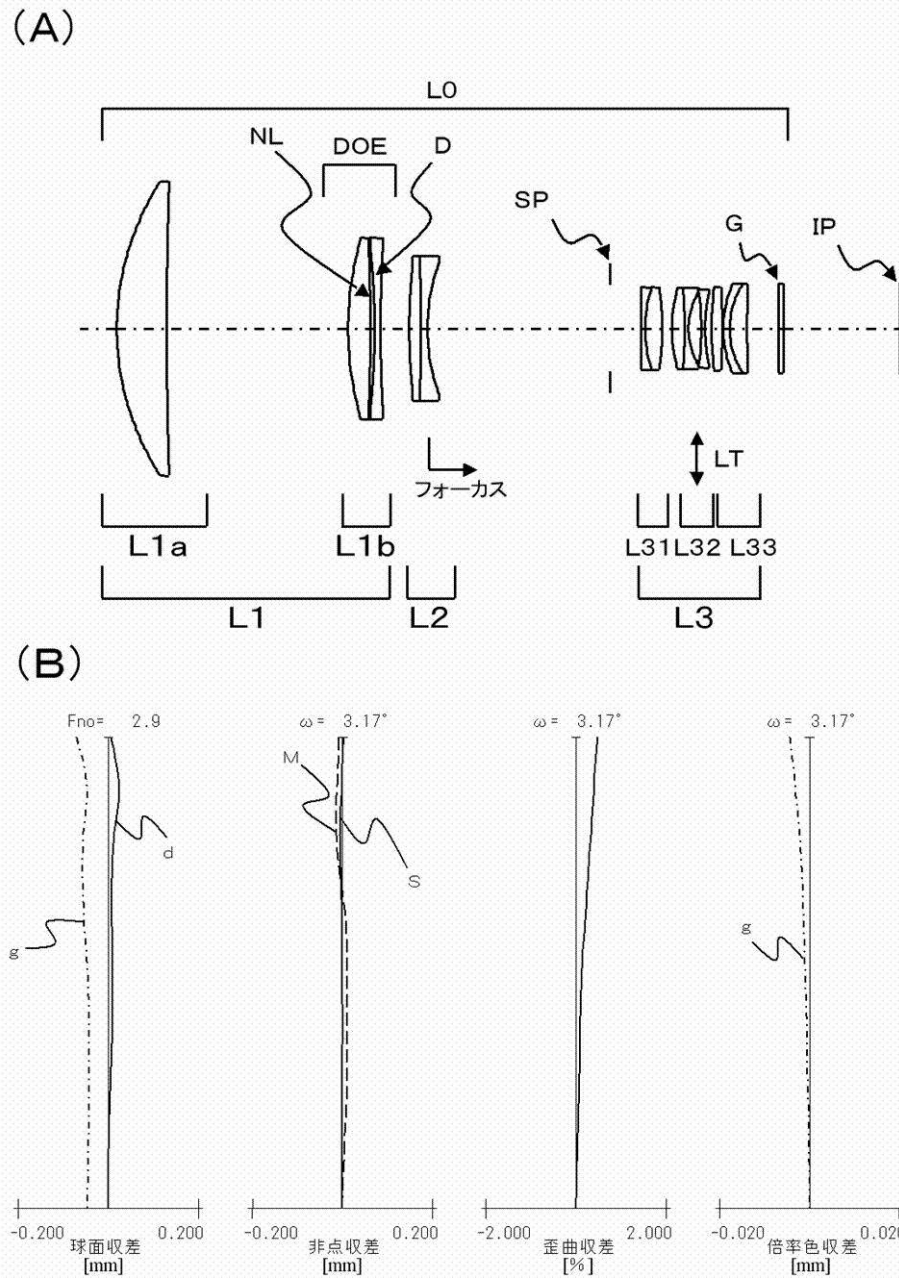 (A)
L0
NL DOE D
SP G IP
LT
フォーカス
L1a L1b L31 L32 L33
L1 L2 L3
(B)
Fno= 2.9 ω= 3.17° ω= 3.17° ω= 3.17°
M
d
S
g g
-0.200 0.200 -0.200 0.200 -2.000 2.000 -0.020 0.020
球面収差 非点収差 歪曲収差 倍率色収差
[mm] [mm] [%] [mm]